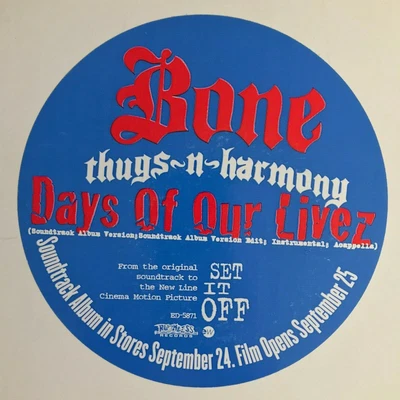 Bone
thugs~n~harmony
Days Of Our Livez
(Soundtrack Album Version;Soundtrack Album Version Edit; Instrumental; Acappella)
From the original
soundtrack to
the New Line
Cinema Motion Picture
SET
IT
OFF
ED-5871
RUTHLESS
RECORDS
Soundtrack Album in Stores September 24. Film Opens September 25